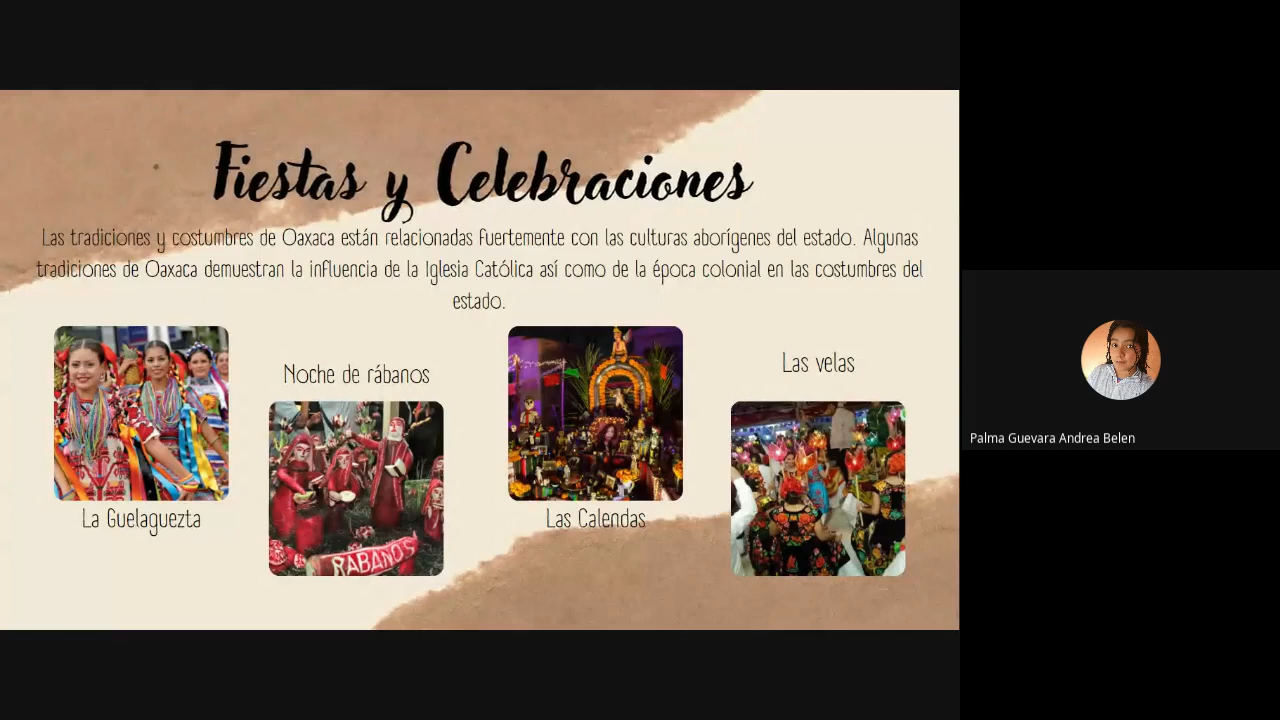 Fiestas y Celebraciones
Las tradiciones y costumbres de Oaxaca están relacionadas fuertemente con las culturas aborígenes del estado. Algunas
tradiciones de Oaxaca demuestran la influencia de la Iglesia Católica así como de la época colonial en las costumbres del
estado.
La Guelaguezta
Noche de rábanos
RABANOS
Las Calendas
Las velas
Palma Guevara Andrea Belen